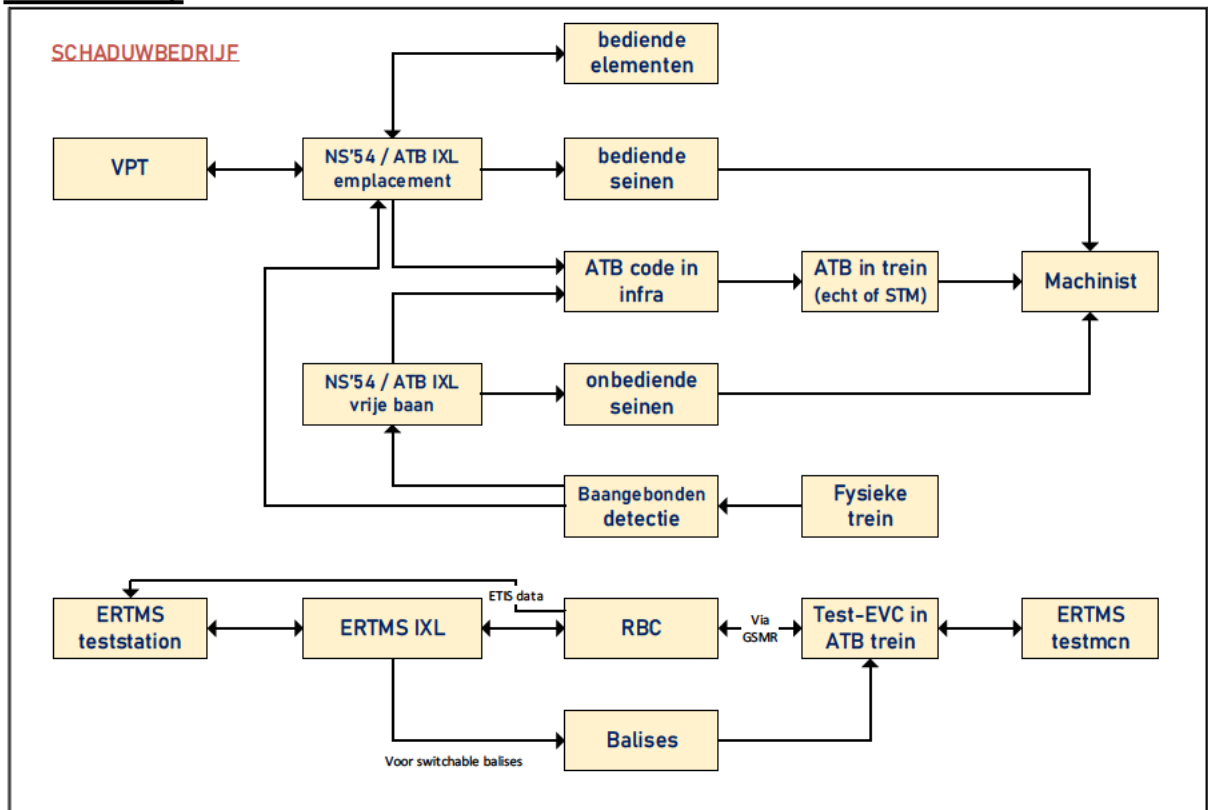 SCHADUWBEDRIJF
bediende
elementen
VPT
NS'54 / ATB IXL
emplacement
bediende
seinen
ATB code in
infra
ATB in trein
(echt of STM)
Machinist
NS'54 / ATB IXL
vrije baan
onbediende
seinen
Baangebonden
detectie
Fysieke
trein
ETIS data
ERTMS
teststation
ERTMS IXL
RBC
Via
GSMR
Test-EVC in
ATB trein
ERTMS
testmcn
Balises
Voor switchable balises